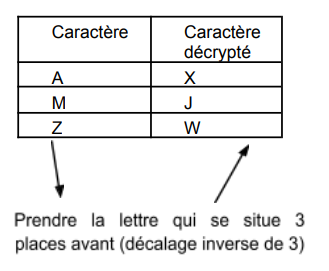 Caractère Caractère
décrypté
A X
M J
Z W
Prendre la lettre qui se situe 3
places avant (décalage inverse de 3)